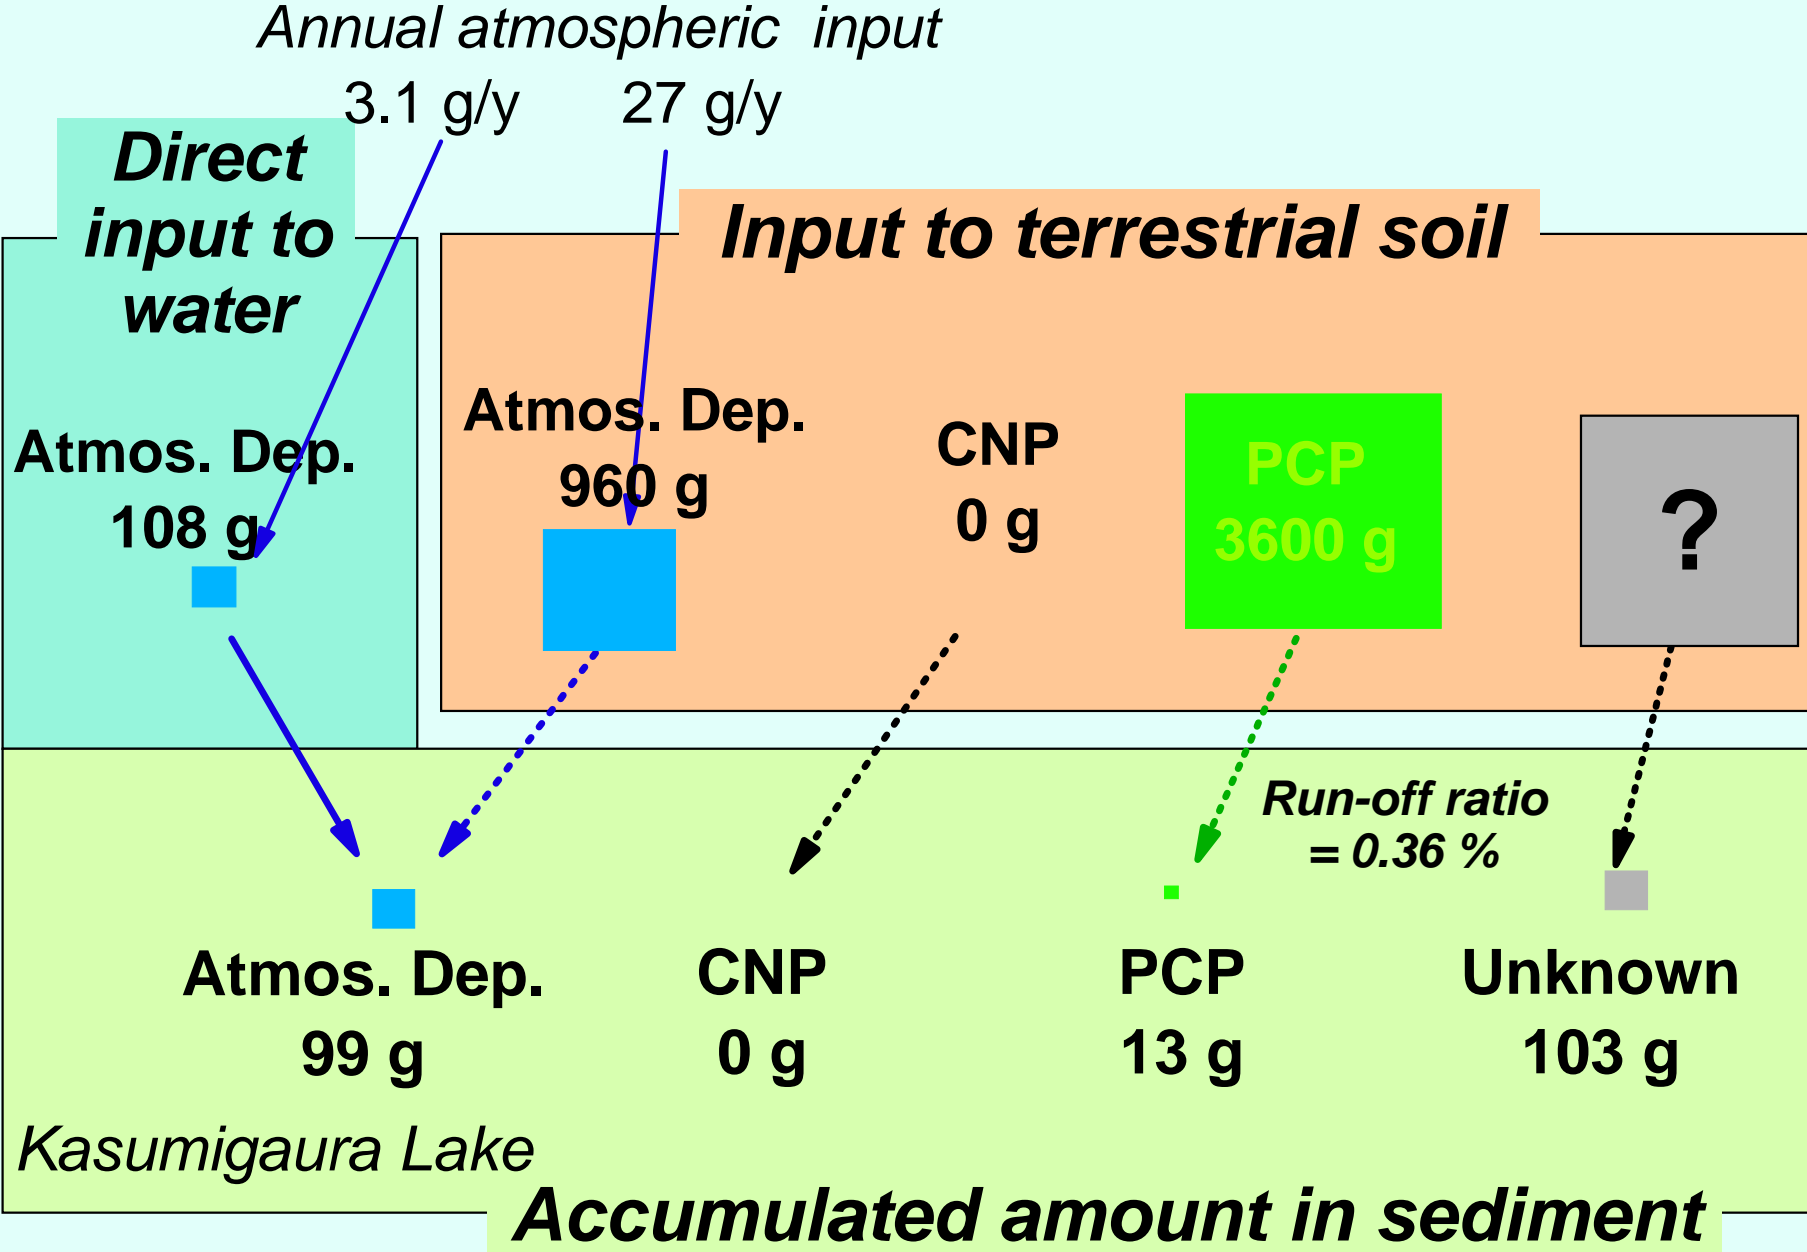 Annual atmospheric input
3.1 g/y 27 g/y
Direct
input to
water
Input to terrestrial soil
Atmos. Dep.
108 g
Atmos. Dep.
960 g
CNP
0 g
PCP
3600 g
?
Run-off ratio
= 0.36 %
Atmos. Dep.
99 g
CNP
0 g
PCP
13 g
Unknown
103 g
Kasumigaura Lake
Accumulated amount in sediment